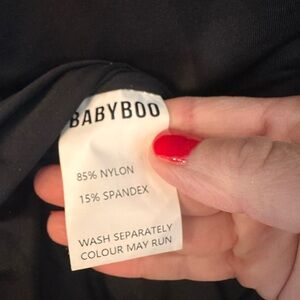 BABYBOO
85% NYLON
15% SPANDEX
WASH SEPARATELY
COLOUR MAY RUN